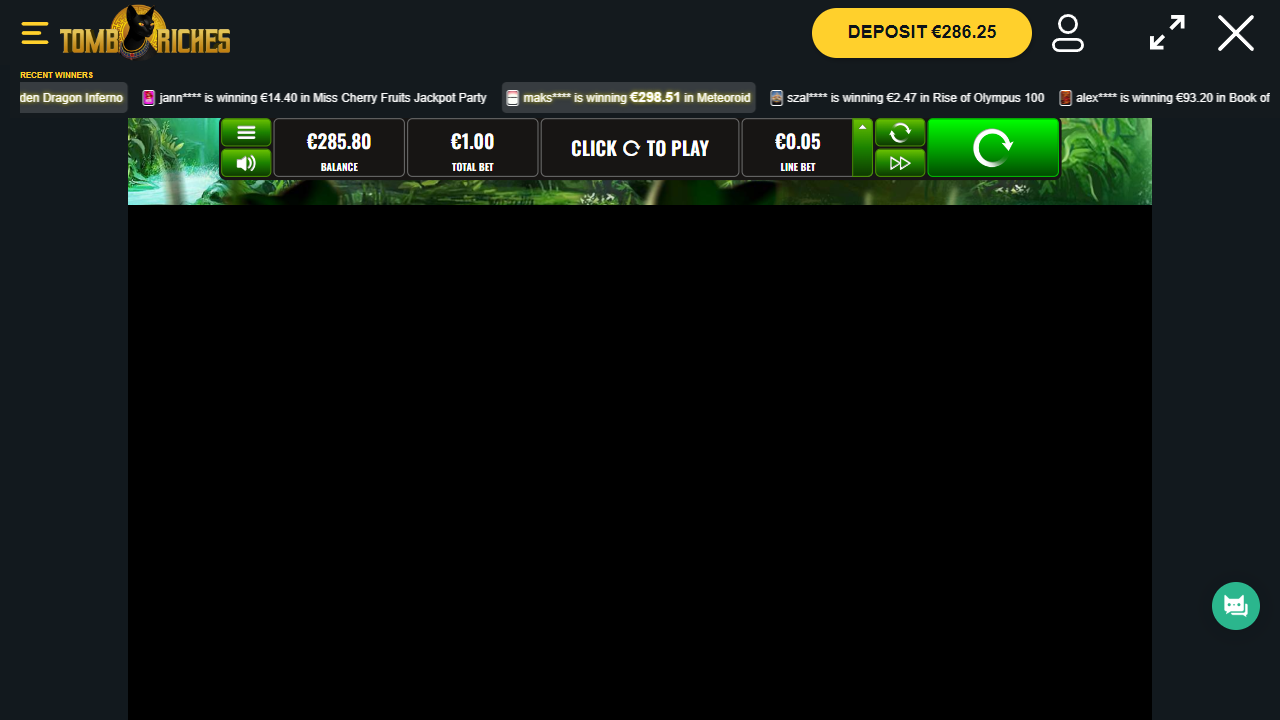 TOMB RICHES
DEPOSIT €286.25
RECENT WINNERS
den Dragon Inferno
jann**** is winning €14.40 in Miss Cherry Fruits Jackpot Party
maks**** is winning €298.51 in Meteoroid
szal**** is winning €2.47 in Rise of Olympus 100
alex**** is winning €93.20 in Book of
€285.80
BALANCE
€1.00
TOTAL BET
CLICK TO PLAY
€0.05
LINE BET